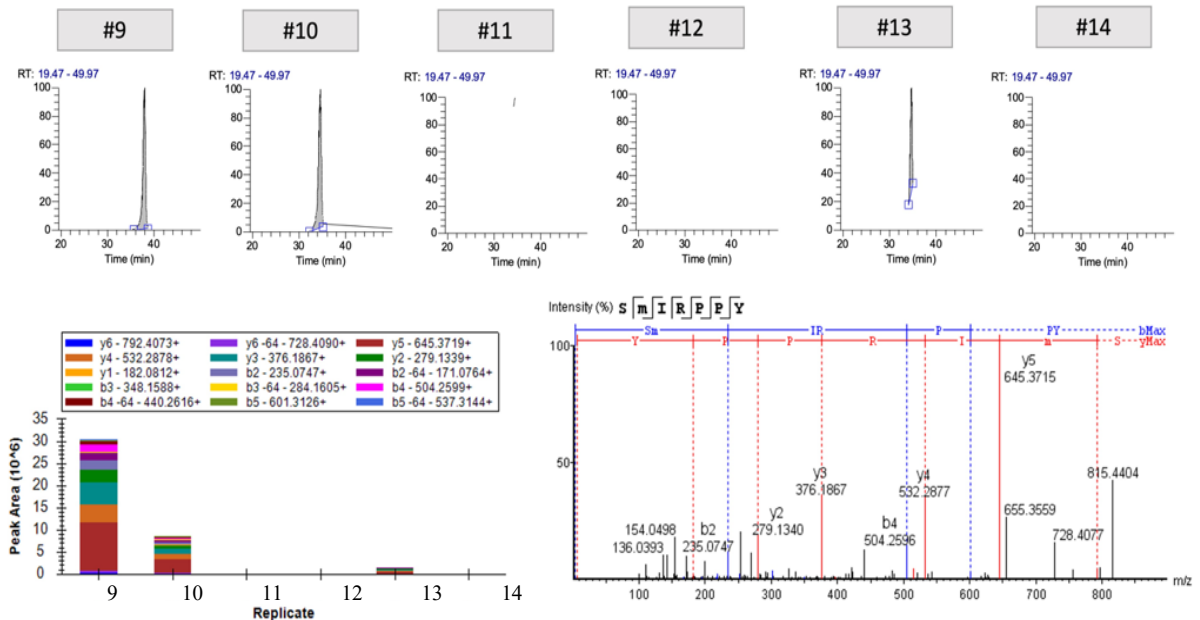 #9 #10 #11 #12 #13 #14
RT: 19.47 - 49.97 RT: 19.47 - 49.97 RT: 19.47 - 49.97 RT: 19.47 - 49.97 RT: 19.47 - 49.97 RT: 19.47 - 49.97
100 100 100 100 100 100
80 80 80 80 80 80
60 60 60 60 60 60
40 40 40 40 40 40
20 20 20 20 20 20
0 0 0 0 0 0
20 30 40 20 30 40 20 30 40 20 30 40 20 30 40 20 30 40
Time (min) Time (min) Time (min) Time (min) Time (min) Time (min)
y6 - 792.4073+ y6 -64 - 728.4090+ y5 - 645.3719+
y4 - 532.2878+ y3 - 376.1867+ y2 - 279.1339+
y1 - 182.0812+ b2 - 235.0747+ b2 -64 - 171.0764+
b3 - 348.1588+ b3 -64 - 284.1605+ b4 - 504.2599+
b4 -64 - 440.2616+ b5 - 601.3126+ b5 -64 - 537.3144+
Peak Area (10^6)
35
30
25
20
15
10
5
0
9 10 11 12 13 14
Replicate
Intensity (%) S m I R P P Y
Sm IR P PY bMax
Y P P R I m S yMax
100
50
y5
645.3715
y3
376.1867
y4
532.2877
815.4404
y2
279.1340
655.3559
154.0498
b2
b4
728.4077
136.0393
235.0747
504.2596
100 200 300 400 500 600 700 800 m/z